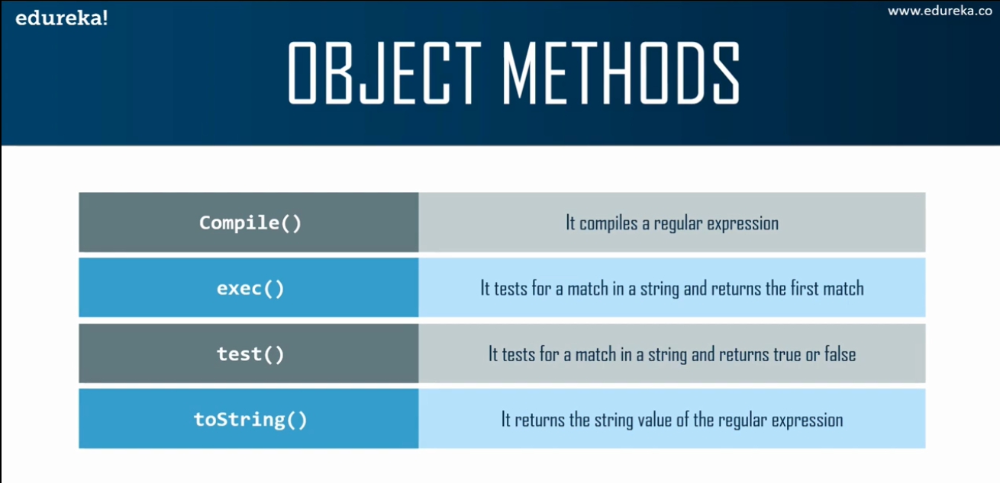 edureka!
www.edureka.co
OBJECT METHODS
Compile()
It compiles a regular expression
exec()
It tests for a match in a string and returns the first match
test()
It tests for a match in a string and returns true or false
toString()
It returns the string value of the regular expression